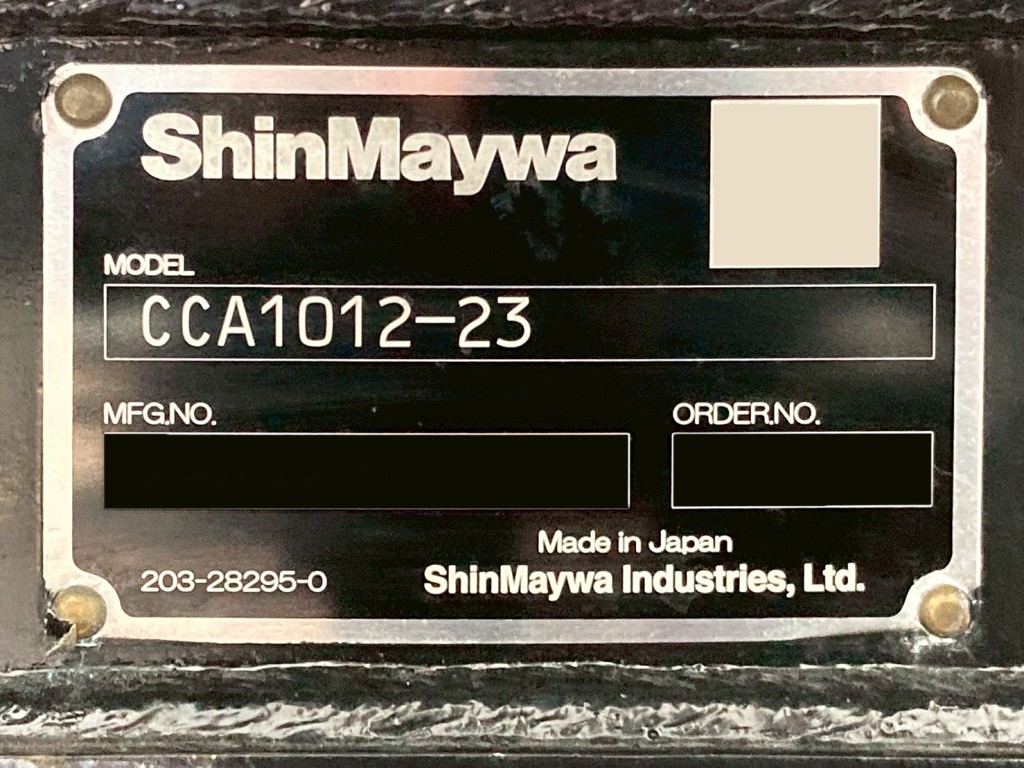 ShinMaywa
MODEL
CCA1012-23
MFG.NO. ORDER.NO.
Made in Japan
203-28295-0 ShinMaywa Industries, Ltd.